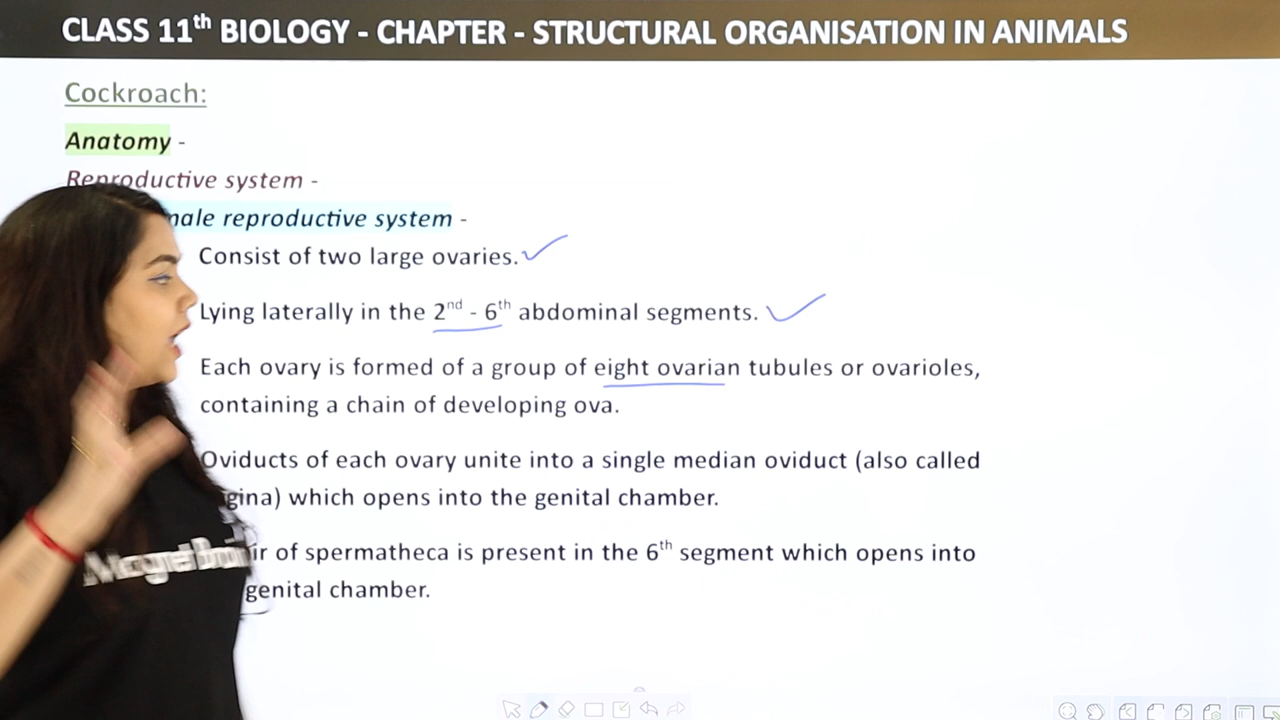 CLASS 11th BIOLOGY - CHAPTER - STRUCTURAL ORGANISATION IN ANIMALS
Cockroach:
Anatomy -
Reproductive system -
male reproductive system -
Consist of two large ovaries.
Lying laterally in the 2nd - 6th abdominal segments.
Each ovary is formed of a group of eight ovarian tubules or ovarioles,
containing a chain of developing ova.
Oviducts of each ovary unite into a single median oviduct (also called
gina) which opens into the genital chamber.
ir of spermatheca is present in the 6th segment which opens into
genital chamber.